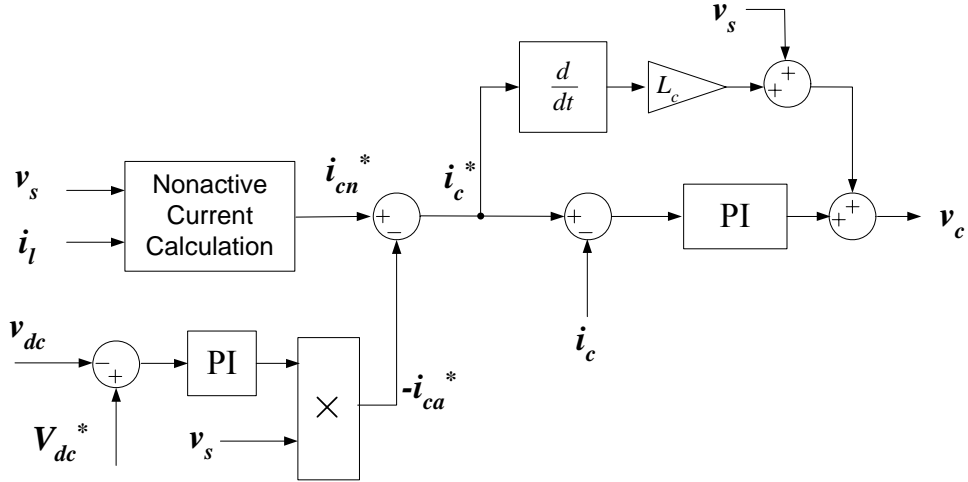 v_s
+
+
d
dt
L_c
v_s
i_l
Nonactive
Current
Calculation
i_cn*
+
−
i_c*
+
−
PI
+
+
v_c
i_c
v_dc
−
+
V_dc*
PI
v_s
×
-i_ca*